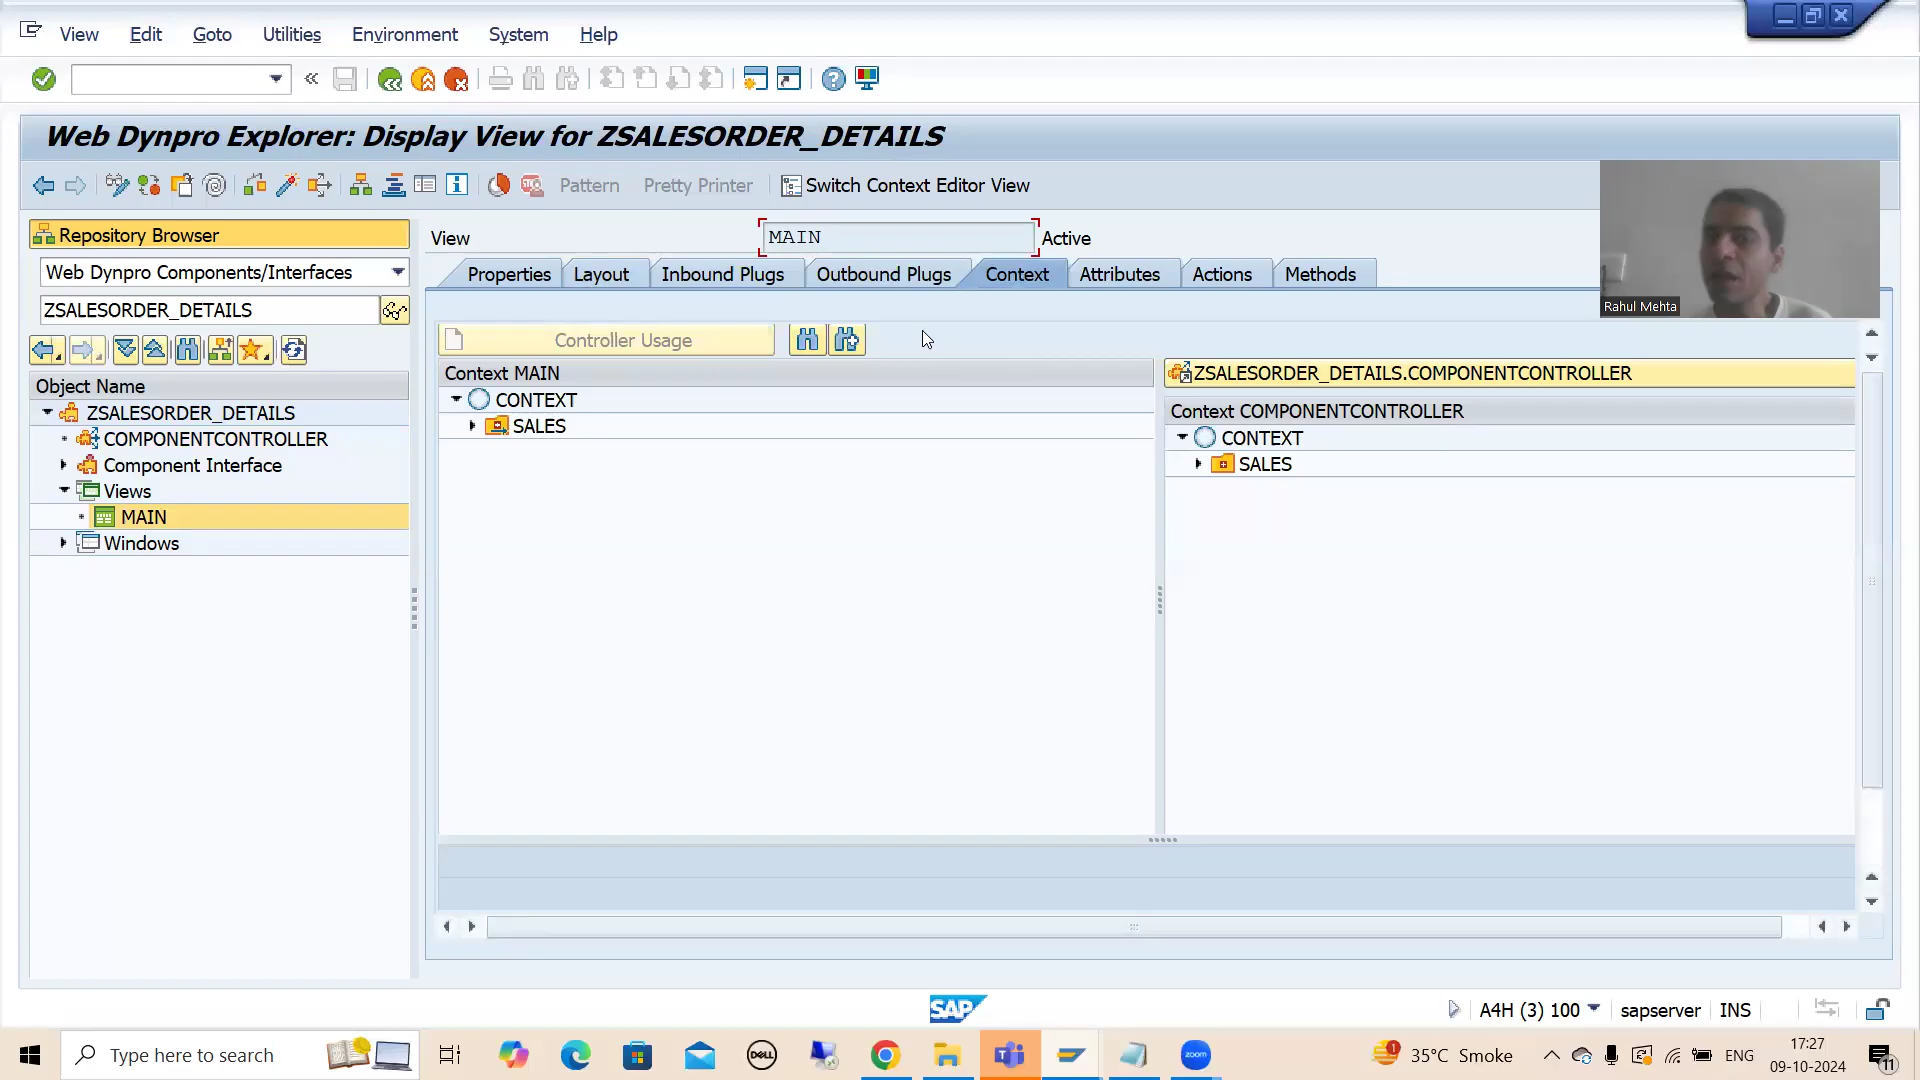 View Edit Goto Utilities Environment System Help
Web Dynpro Explorer: Display View for ZSALESORDER_DETAILS
Pattern Pretty Printer Switch Context Editor View
Repository Browser
Web Dynpro Components/Interfaces
ZSALESORDER_DETAILS
Object Name
ZSALESORDER_DETAILS
COMPONENTCONTROLLER
Component Interface
Views
MAIN
Windows
View MAIN Active
Properties Layout Inbound Plugs Outbound Plugs Context Attributes Actions Methods
Controller Usage
Context MAIN
CONTEXT
SALES
ZSALESORDER_DETAILS.COMPONENTCONTROLLER
Context COMPONENTCONTROLLER
CONTEXT
SALES
Rahul Mehta
SAP
A4H (3) 100 sapserver INS
Type here to search
DELL
zoom
35°C Smoke
ENG
17:27
09-10-2024
1
11